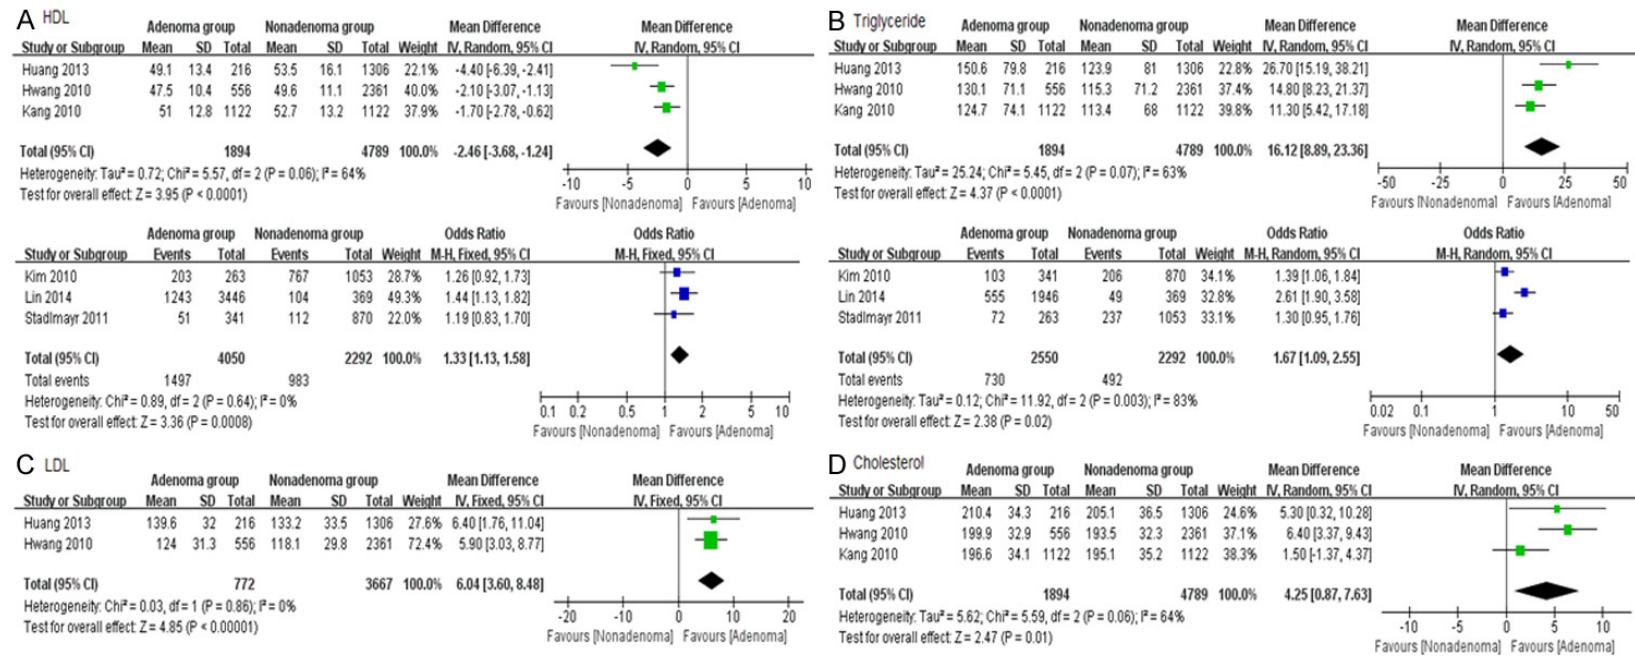 A HDL
Adenoma group Nonadenoma group Mean Difference Mean Difference
Study or Subgroup Mean SD Total Mean SD Total Weight IV, Random, 95% CI IV, Random, 95% CI
Huang 2013 49.1 13.4 216 53.5 16.1 1306 22.1% -4.40 [-6.39, -2.41]
Hwang 2010 47.5 10.4 556 49.6 11.1 2361 40.0% -2.10 [-3.07, -1.13]
Kang 2010 51 12.8 1122 52.7 13.2 1122 37.9% -1.70 [-2.78, -0.62]
Total (95% CI) 1894 4789 100.0% -2.46 [-3.68, -1.24]
Heterogeneity: Tau² = 0.72; Chi² = 5.57, df = 2 (P = 0.06); I² = 64%
Test for overall effect: Z = 3.95 (P < 0.0001)
-10 -5 0 5 10
Favours [Nonadenoma] Favours [Adenoma]
Adenoma group Nonadenoma group Odds Ratio Odds Ratio
Study or Subgroup Events Total Events Total Weight M-H, Fixed, 95% CI M-H, Fixed, 95% CI
Kim 2010 203 263 767 1053 28.7% 1.26 [0.92, 1.73]
Lin 2014 1243 3446 104 369 49.3% 1.44 [1.13, 1.82]
Stadlmayr 2011 51 341 112 870 22.0% 1.19 [0.83, 1.70]
Total (95% CI) 4050 2292 100.0% 1.33 [1.13, 1.58]
Total events 1497 983
Heterogeneity: Chi² = 0.89, df = 2 (P = 0.64); I² = 0%
Test for overall effect: Z = 3.36 (P = 0.0008)
0.1 0.2 0.5 1 2 5 10
Favours [Nonadenoma] Favours [Adenoma]
B Triglyceride
Adenoma group Nonadenoma group Mean Difference Mean Difference
Study or Subgroup Mean SD Total Mean SD Total Weight IV, Random, 95% CI IV, Random, 95% CI
Huang 2013 150.6 79.8 216 123.9 81 1306 22.8% 26.70 [15.19, 38.21]
Hwang 2010 130.1 71.1 556 115.3 71.2 2361 37.4% 14.80 [8.23, 21.37]
Kang 2010 124.7 74.1 1122 113.4 68 1122 39.8% 11.30 [5.42, 17.18]
Total (95% CI) 1894 4789 100.0% 16.12 [8.89, 23.36]
Heterogeneity: Tau² = 25.24; Chi² = 5.45, df = 2 (P = 0.07); I² = 63%
Test for overall effect: Z = 4.37 (P < 0.0001)
-50 -25 0 25 50
Favours [Nonadenoma] Favours [Adenoma]
Adenoma group Nonadenoma group Odds Ratio Odds Ratio
Study or Subgroup Events Total Events Total Weight M-H, Random, 95% CI M-H, Random, 95% CI
Kim 2010 103 341 206 870 34.1% 1.39 [1.06, 1.84]
Lin 2014 555 1946 49 369 32.8% 2.61 [1.90, 3.58]
Stadlmayr 2011 72 263 237 1053 33.1% 1.30 [0.95, 1.76]
Total (95% CI) 2550 2292 100.0% 1.67 [1.09, 2.55]
Total events 730 492
Heterogeneity: Tau² = 0.12; Chi² = 11.92, df = 2 (P = 0.003); I² = 83%
Test for overall effect: Z = 2.38 (P = 0.02)
0.02 0.1 1 10 50
Favours [Nonadenoma] Favours [Adenoma]
C LDL
Adenoma group Nonadenoma group Mean Difference Mean Difference
Study or Subgroup Mean SD Total Mean SD Total Weight IV, Fixed, 95% CI IV, Fixed, 95% CI
Huang 2013 139.6 32 216 133.2 33.5 1306 27.6% 6.40 [1.76, 11.04]
Hwang 2010 124 31.3 556 118.1 29.8 2361 72.4% 5.90 [3.03, 8.77]
Total (95% CI) 772 3667 100.0% 6.04 [3.60, 8.48]
Heterogeneity: Chi² = 0.03, df = 1 (P = 0.86); I² = 0%
Test for overall effect: Z = 4.85 (P < 0.00001)
-20 -10 0 10 20
Favours [Nonadenoma] Favours [Adenoma]
D Cholesterol
Adenoma group Nonadenoma group Mean Difference Mean Difference
Study or Subgroup Mean SD Total Mean SD Total Weight IV, Random, 95% CI IV, Random, 95% CI
Huang 2013 210.4 34.3 216 205.1 36.5 1306 24.6% 5.30 [0.32, 10.28]
Hwang 2010 199.9 32.9 556 193.5 32.3 2361 37.1% 6.40 [3.37, 9.43]
Kang 2010 196.6 34.1 1122 195.1 35.2 1122 38.3% 1.50 [-1.37, 4.37]
Total (95% CI) 1894 4789 100.0% 4.25 [0.87, 7.63]
Heterogeneity: Tau² = 5.62; Chi² = 5.59, df = 2 (P = 0.06); I² = 64%
Test for overall effect: Z = 2.47 (P = 0.01)
-10 -5 0 5 10
Favours [Nonadenoma] Favours [Adenoma]